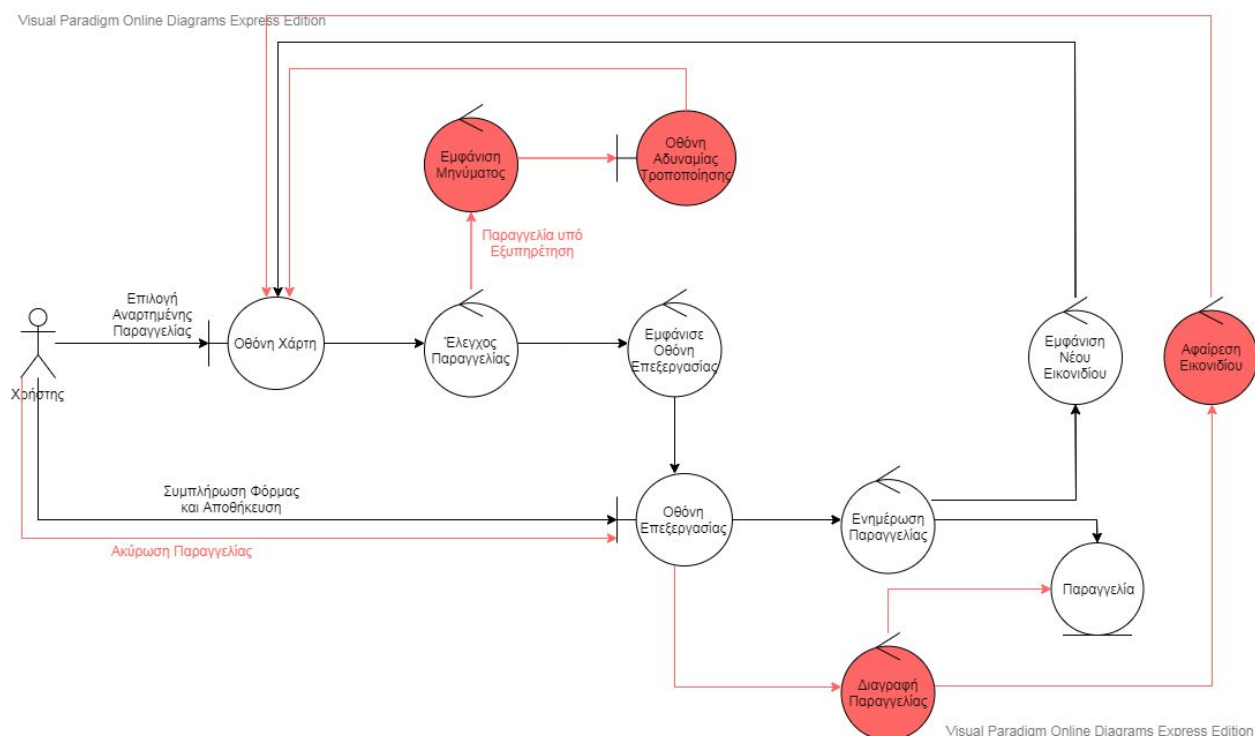 Visual Paradigm Online Diagrams Express Edition
Εμφάνιση
Μηνύματος
Οθόνη
Αδυναμίας
Τροποποίησης
Παραγγελία υπό
Εξυπηρέτηση
Επιλογή
Αναρτημένης
Παραγγελίας
Χρήστης
Οθόνη Χάρτη
Έλεγχος
Παραγγελίας
Εμφάνισε
Οθόνη
Επεξεργασίας
Εμφάνιση
Νέου
Εικονιδίου
Αφαίρεση
Εικονιδίου
Συμπλήρωση Φόρμας
και Αποθήκευση
Ακύρωση Παραγγελίας
Οθόνη
Επεξεργασίας
Ενημέρωση
Παραγγελίας
Παραγγελία
Διαγραφή
Παραγγελίας
Visual Paradigm Online Diagrams Express Edition